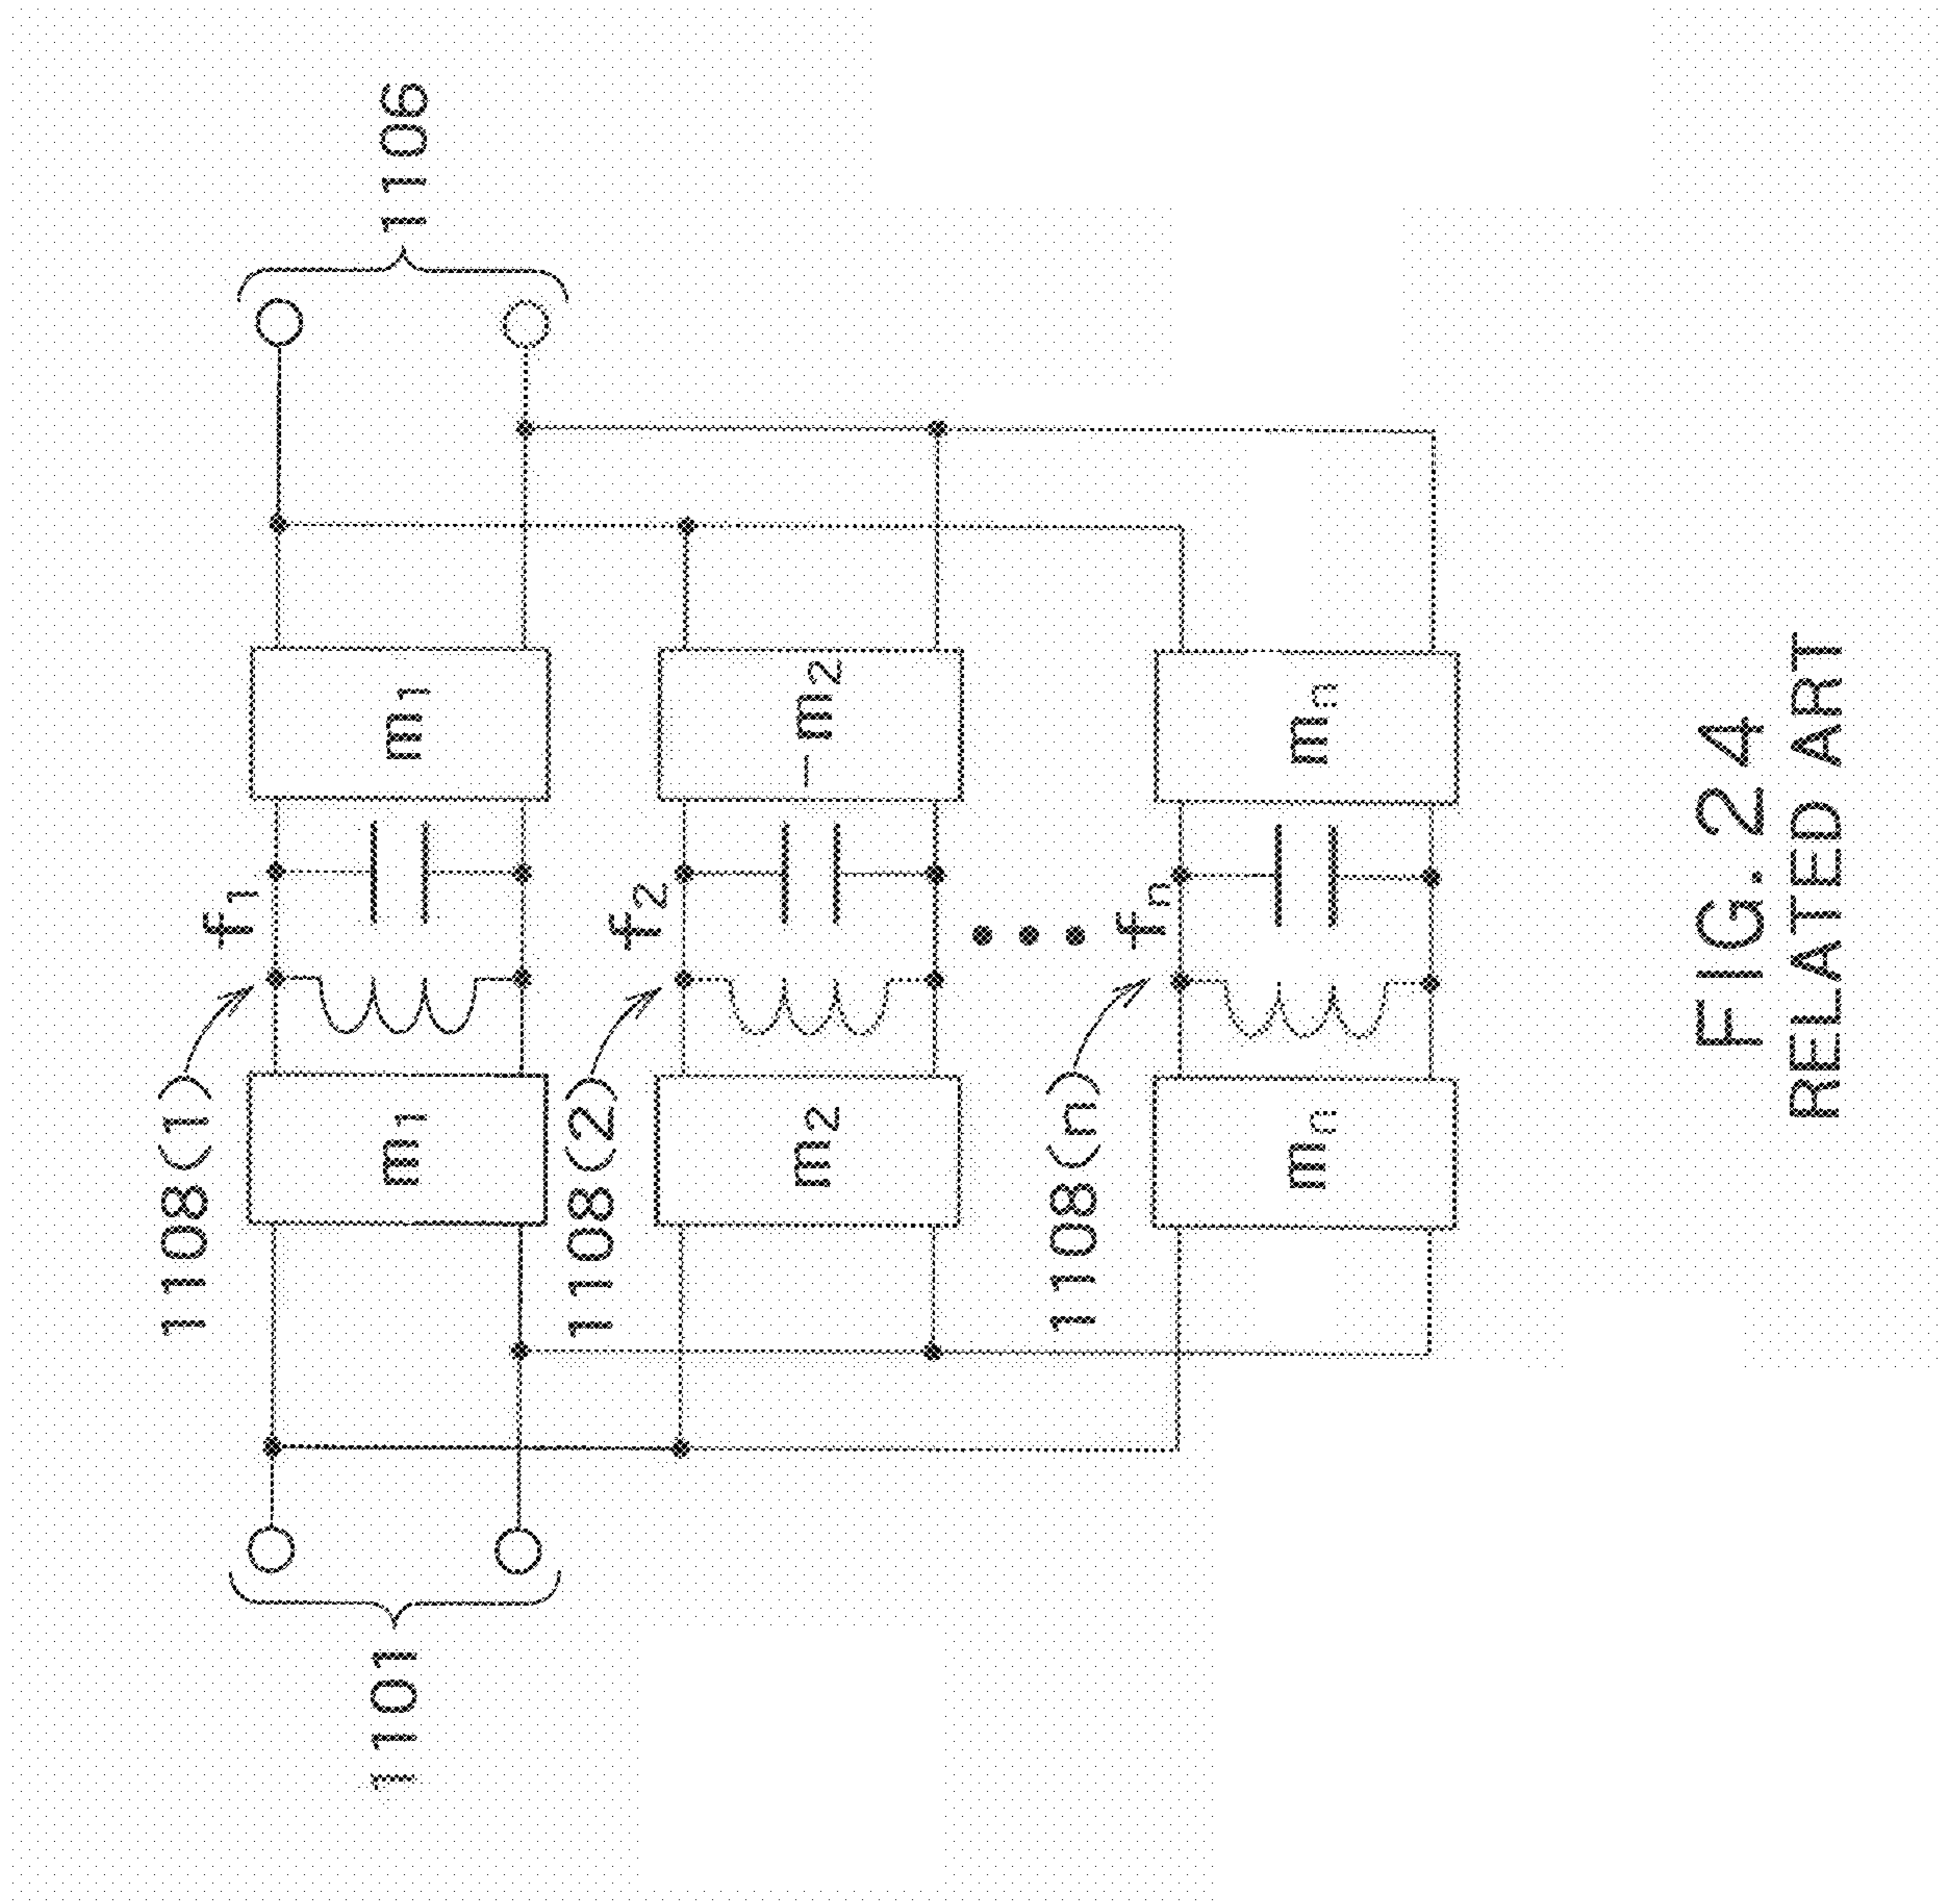 1101
1106
1108(1)
f1
m1
m1
1108(2)
f2
m2
-m2
1108(n)
fn
mn
mn
FIG. 24
RELATED ART